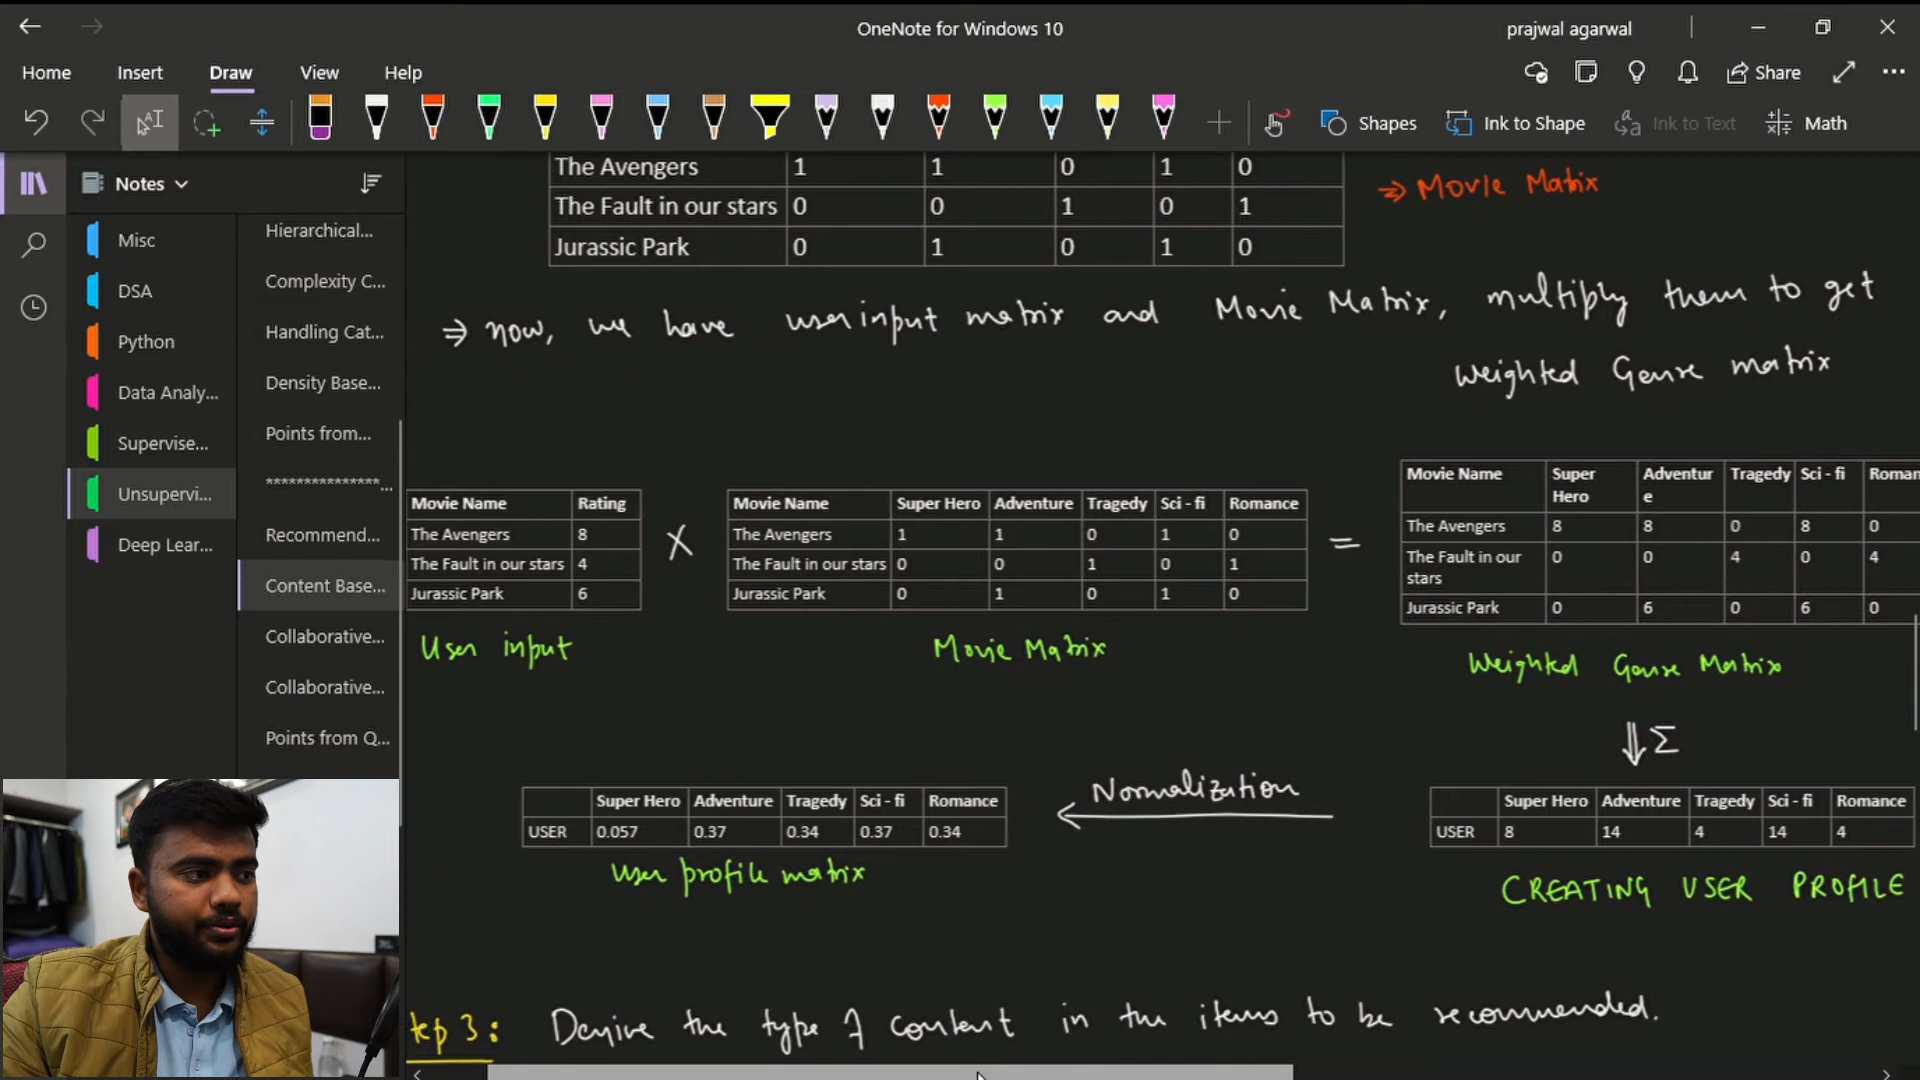 OneNote for Windows 10
prajwal agarwal
Home Insert Draw View Help
Share
Shapes Ink to Shape Ink to Text Math
Notes
Misc
DSA
Python
Data Analy...
Supervise...
Unsupervi...
Deep Lear...
Hierarchical...
Complexity C...
Handling Cat...
Density Base...
Points from...
***************...
Recommend...
Content Base...
Collaborative...
Collaborative...
Points from Q...
The Avengers 1 1 0 1 0
The Fault in our stars 0 0 1 0 1
Jurassic Park 0 1 0 1 0
=> Movie Matrix
=> now, we have user input matrix and Movie Matrix, multiply them to get
weighted Genre matrix
Movie Name Rating
The Avengers 8
The Fault in our stars 4
Jurassic Park 6
User input
X
Movie Name Super Hero Adventure Tragedy Sci - fi Romance
The Avengers 1 1 0 1 0
The Fault in our stars 0 0 1 0 1
Jurassic Park 0 1 0 1 0
Movie Matrix
=
Movie Name Super Hero Adventure Tragedy Sci - fi Roman
The Avengers 8 8 0 8 0
The Fault in our stars 0 0 4 0 4
Jurassic Park 0 6 0 6 0
Weighted Genre Matrix
⇓ Σ
Super Hero Adventure Tragedy Sci - fi Romance
USER 8 14 4 14 4
CREATING USER PROFILE
Normalization
Super Hero Adventure Tragedy Sci - fi Romance
USER 0.057 0.37 0.34 0.37 0.34
User profile matrix
tep 3: Derive the type of content in the items to be recommended.